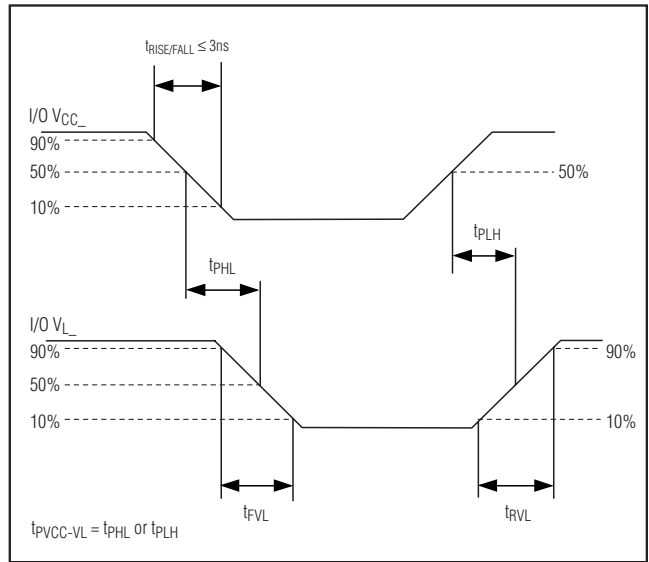 tRISE/FALL ≤ 3ns
I/O VCC_
90%
50%
50%
10%
tPHL
tPLH
I/O VL_
90%
90%
50%
10%
10%
tFVL
tRVL
tPVCC-VL = tPHL or tPLH